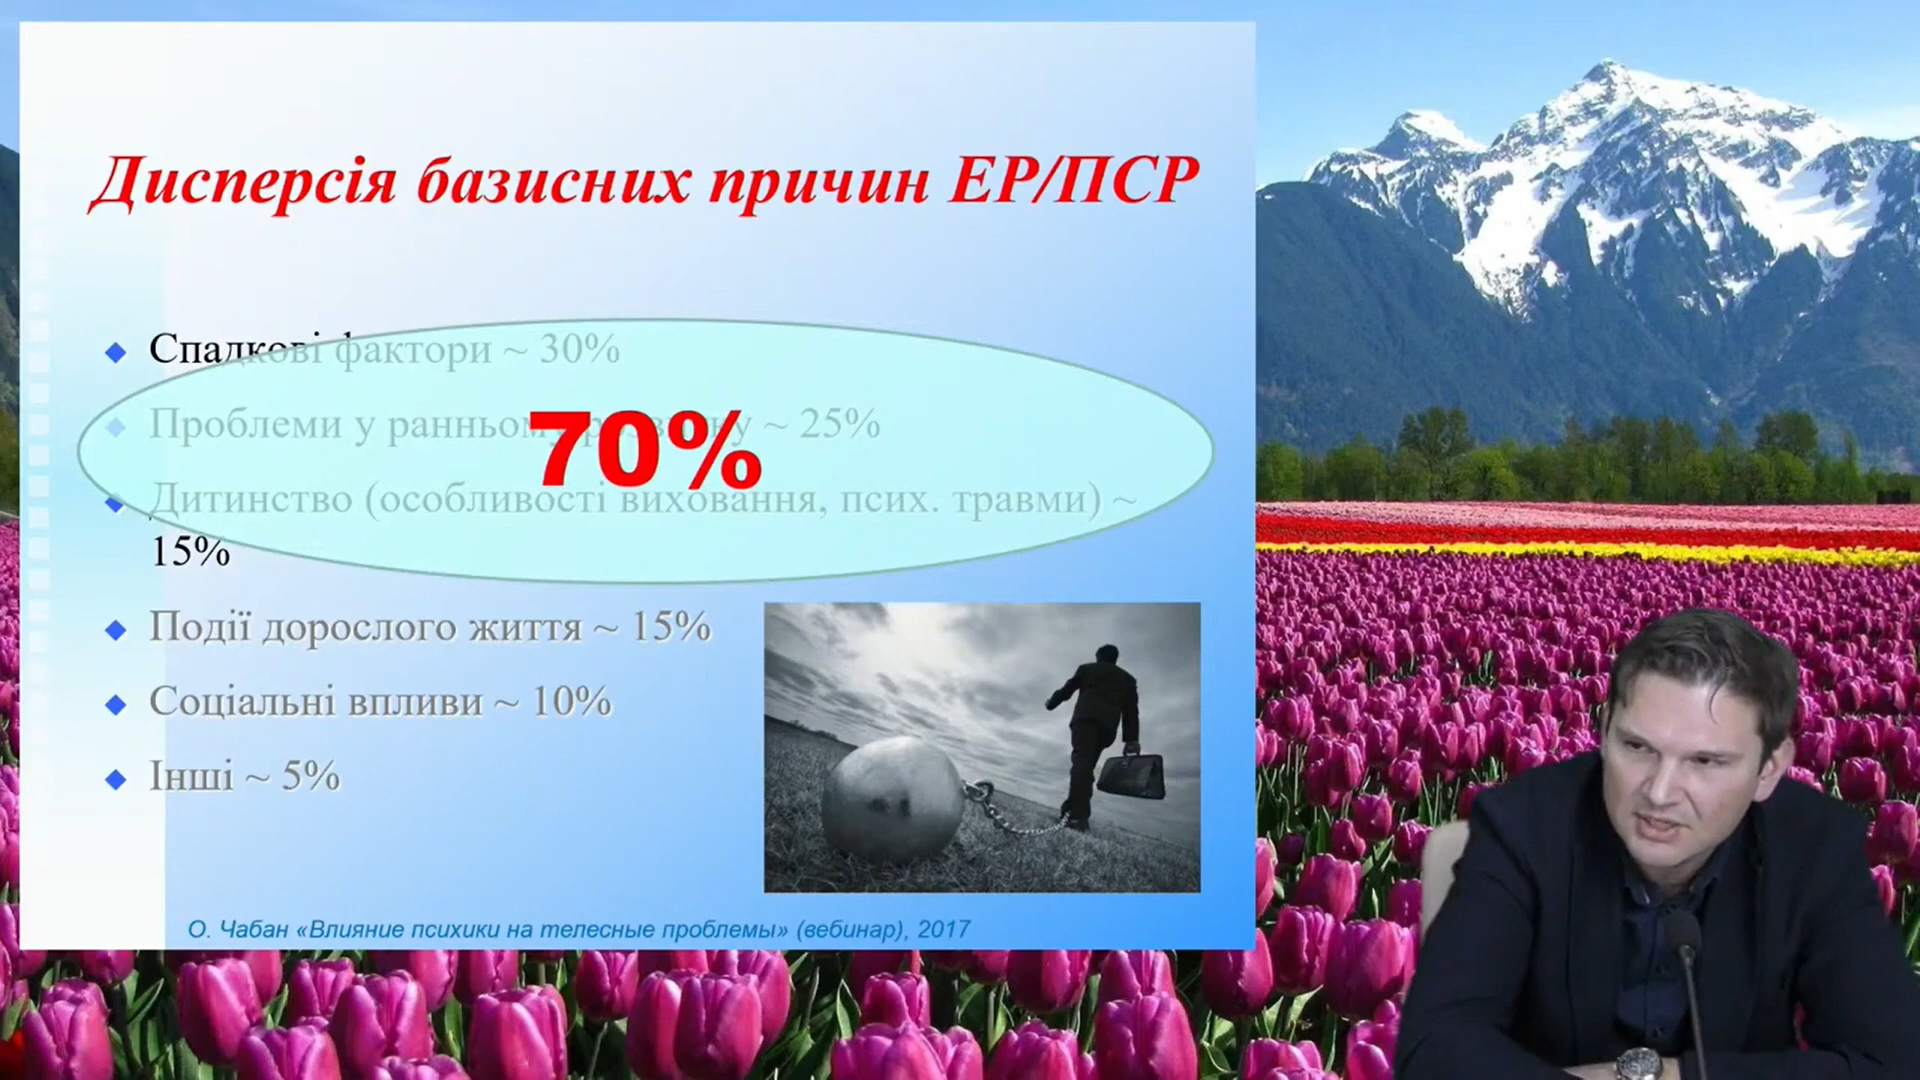 Дисперсія базисних причин ЕР/ПСР
Спадкові фактори ~ 30%
Проблеми у ранньому розвитку ~ 25%
70%
Дитинство (особливості виховання, псих. травми) ~
15%
Події дорослого життя ~ 15%
Соціальні впливи ~ 10%
Інші ~ 5%
О. Чабан «Влияние психики на телесные проблемы» (вебинар), 2017